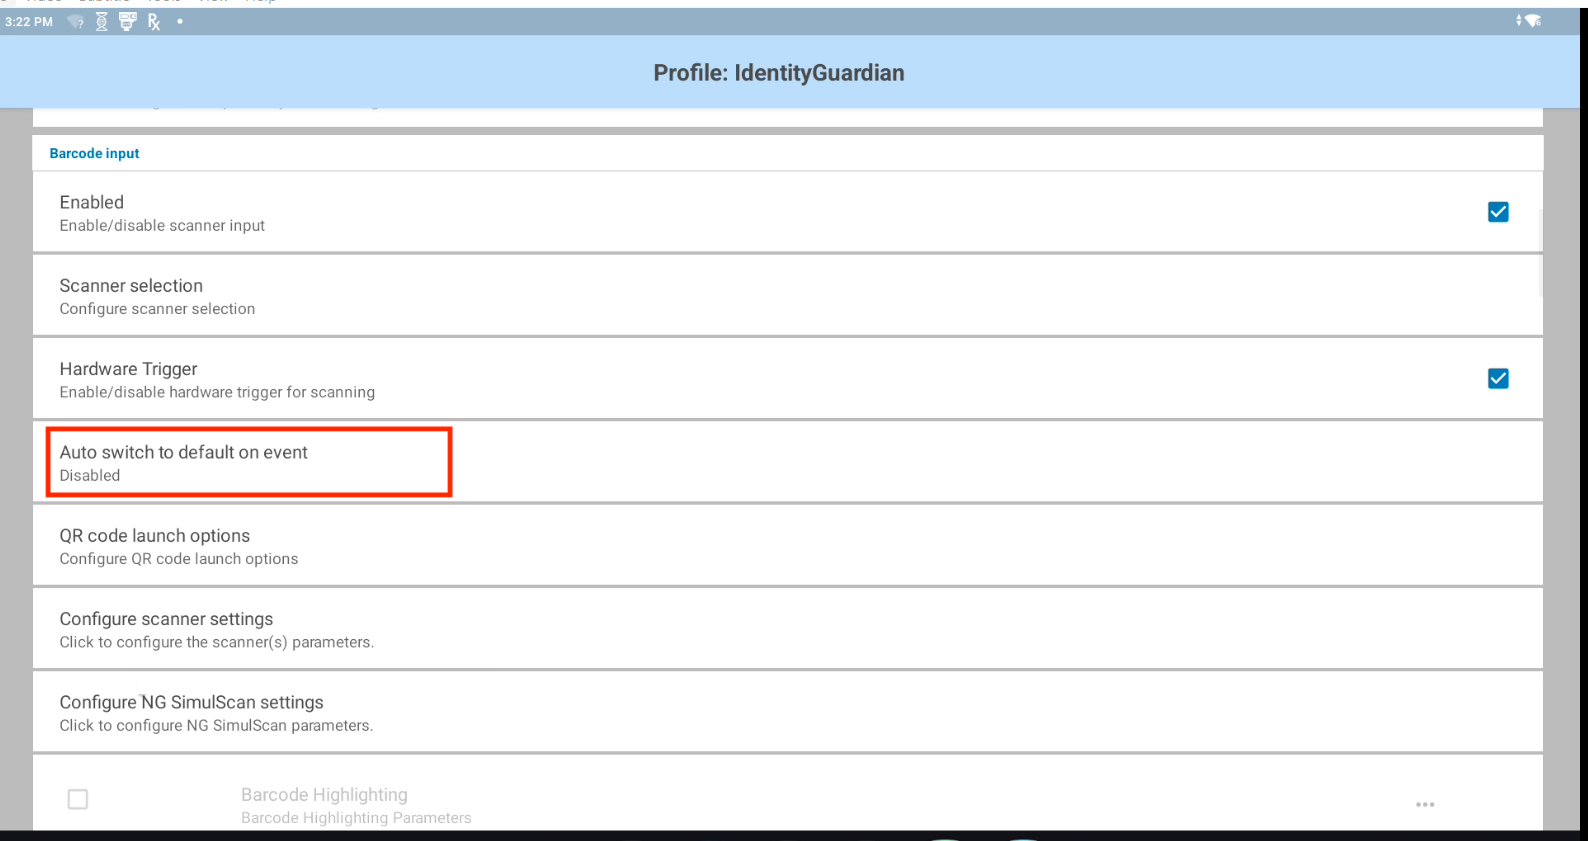 3:22 PM
Profile: IdentityGuardian
Barcode input
Enabled
Enable/disable scanner input
Scanner selection
Configure scanner selection
Hardware Trigger
Enable/disable hardware trigger for scanning
Auto switch to default on event
Disabled
QR code launch options
Configure QR code launch options
Configure scanner settings
Click to configure the scanner(s) parameters.
Configure NG SimulScan settings
Click to configure NG SimulScan parameters.
Barcode Highlighting
Barcode Highlighting Parameters